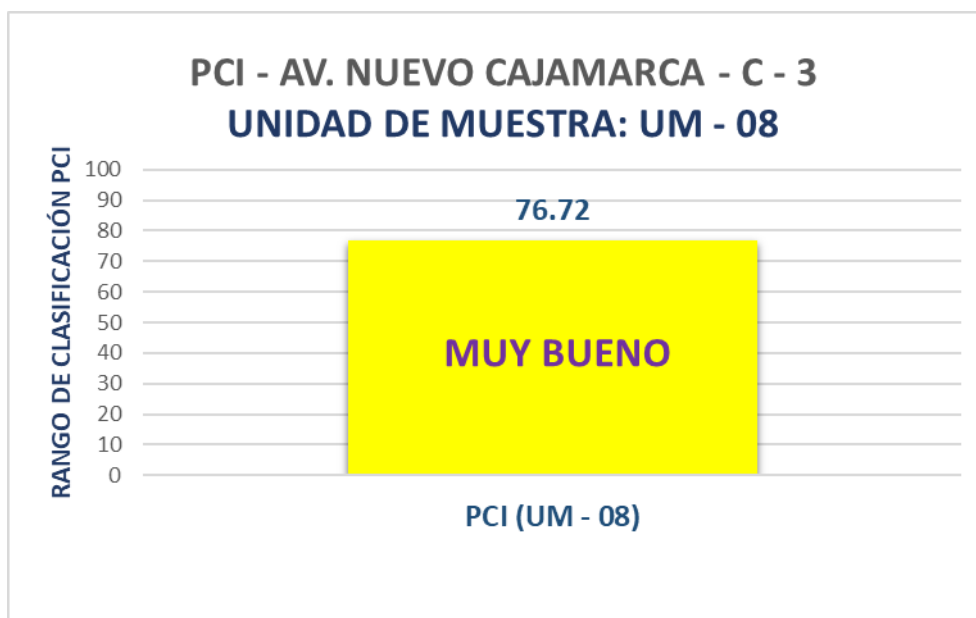 PCI - AV. NUEVO CAJAMARCA - C - 3
UNIDAD DE MUESTRA: UM - 08
RANGO DE CLASIFICACIÓN PCI
100
90
80
70
60
50
40
30
20
10
0
76.72
MUY BUENO
PCI (UM - 08)